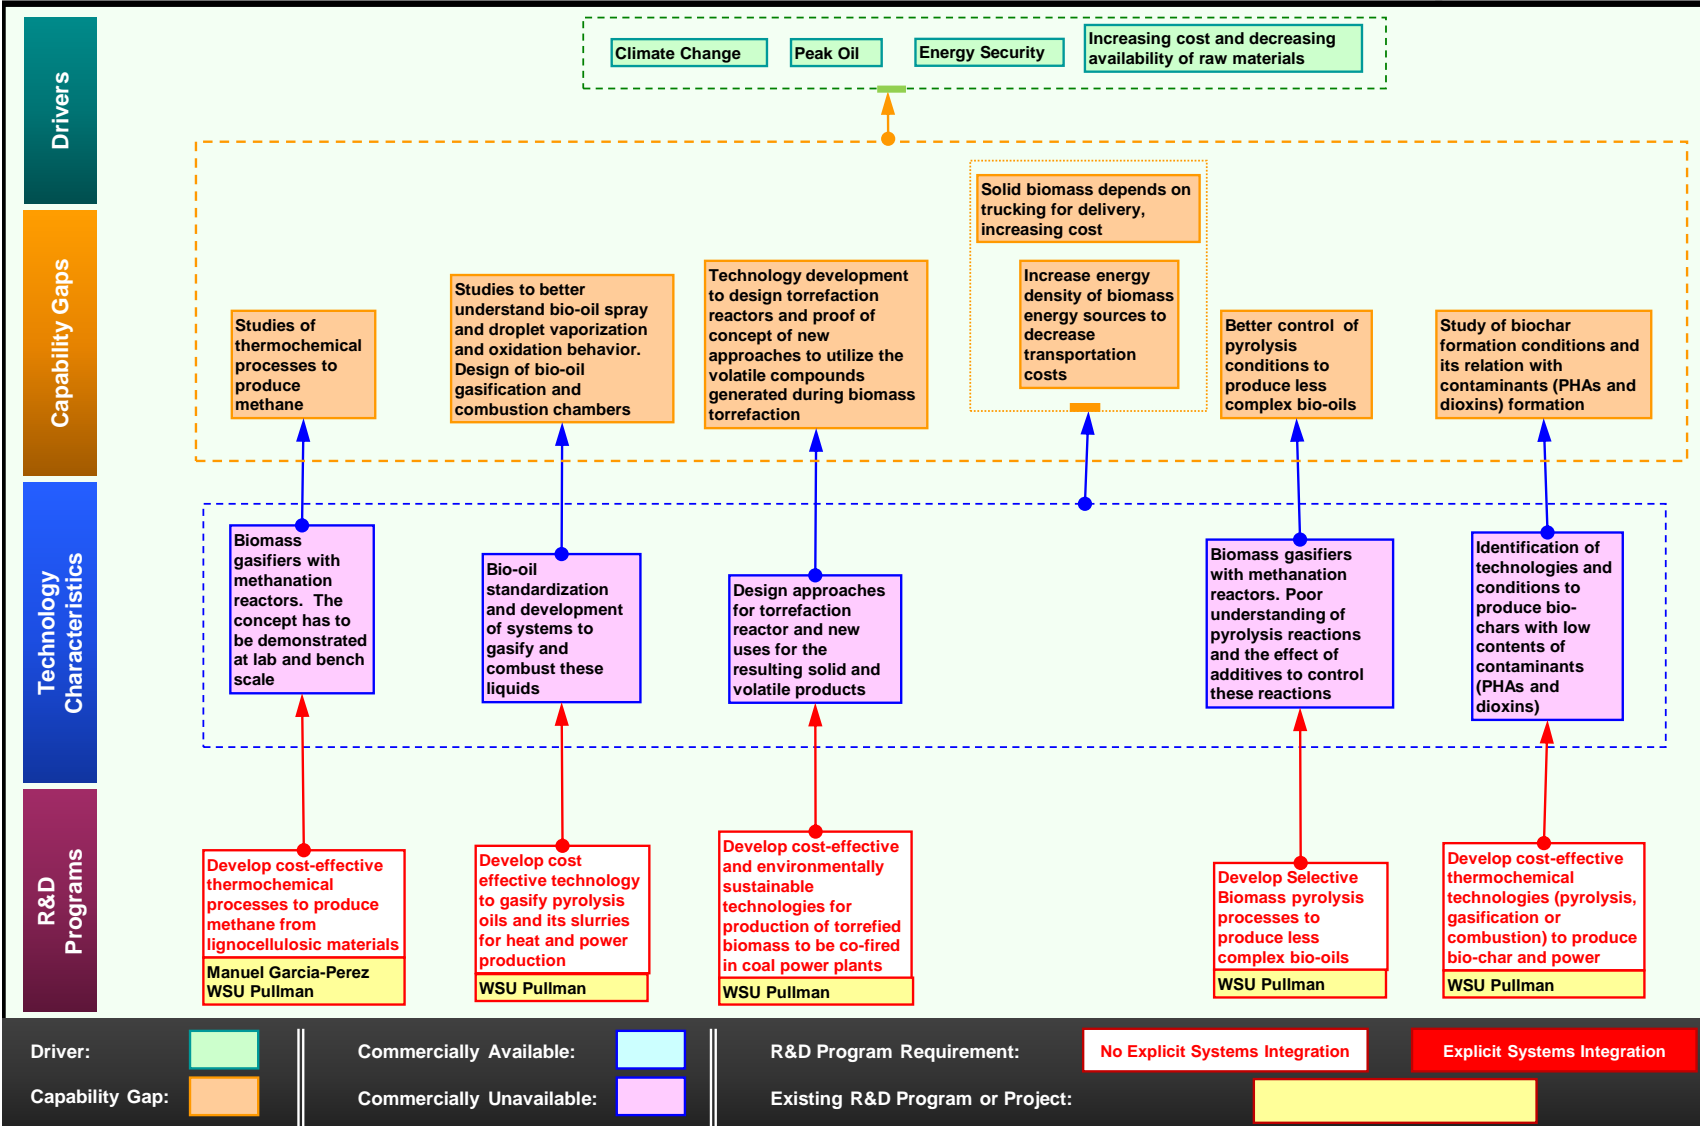 Drivers
Climate Change
Peak Oil
Energy Security
Increasing cost and decreasing
availability of raw materials
Capability Gaps
Studies of
thermochemical
processes to
produce
methane
Studies to better
understand bio-oil spray
and droplet vaporization
and oxidation behavior.
Design of bio-oil
gasification and
combustion chambers
Technology development
to design torrefaction
reactors and proof of
concept of new
approaches to utilize the
volatile compounds
generated during biomass
torrefaction
Solid biomass depends on
trucking for delivery,
increasing cost
Increase energy
density of biomass
energy sources to
decrease
transportation
costs
Better control of
pyrolysis
conditions to
produce less
complex bio-oils
Study of biochar
formation conditions and
its relation with
contaminants (PHAs and
dioxins) formation
Technology
Characteristics
Biomass
gasifiers with
methanation
reactors. The
concept has to
be demonstrated
at lab and bench
scale
Bio-oil
standardization
and development
of systems to
gasify and
combust these
liquids
Design approaches
for torrefaction
reactor and new
uses for the
resulting solid and
volatile products
Biomass gasifiers
with methanation
reactors. Poor
understanding of
pyrolysis reactions
and the effect of
additives to control
these reactions
Identification of
technologies and
conditions to
produce bio-
chars with low
contents of
contaminants
(PHAs and
dioxins)
R&D
Programs
Develop cost-effective
thermochemical
processes to produce
methane from
lignocellulosic materials
Manuel Garcia-Perez
WSU Pullman
Develop cost
effective technology
to gasify pyrolysis
oils and its slurries
for heat and power
production
WSU Pullman
Develop cost-effective
and environmentally
sustainable
technologies for
production of torrefied
biomass to be co-fired
in coal power plants
WSU Pullman
Develop Selective
Biomass pyrolysis
processes to
produce less
complex bio-oils
WSU Pullman
Develop cost-effective
thermochemical
technologies (pyrolysis,
gasification or
combustion) to produce
bio-char and power
WSU Pullman
Driver:
Capability Gap:
Commercially Available:
Commercially Unavailable:
R&D Program Requirement:
No Explicit Systems Integration
Explicit Systems Integration
Existing R&D Program or Project: